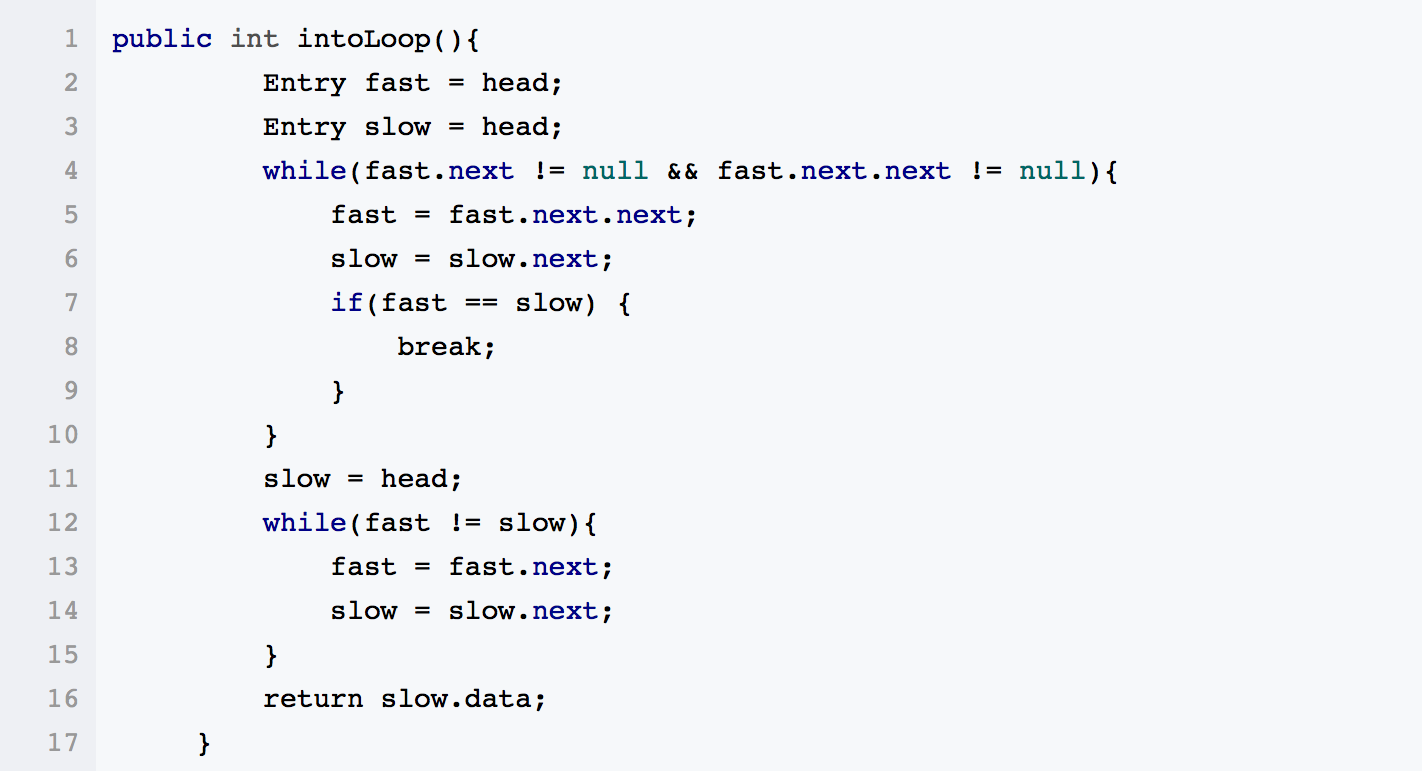 1 public int intoLoop(){
2 Entry fast = head;
3 Entry slow = head;
4 while(fast.next != null && fast.next.next != null){
5 fast = fast.next.next;
6 slow = slow.next;
7 if(fast == slow) {
8 break;
9 }
10 }
11 slow = head;
12 while(fast != slow){
13 fast = fast.next;
14 slow = slow.next;
15 }
16 return slow.data;
17 }